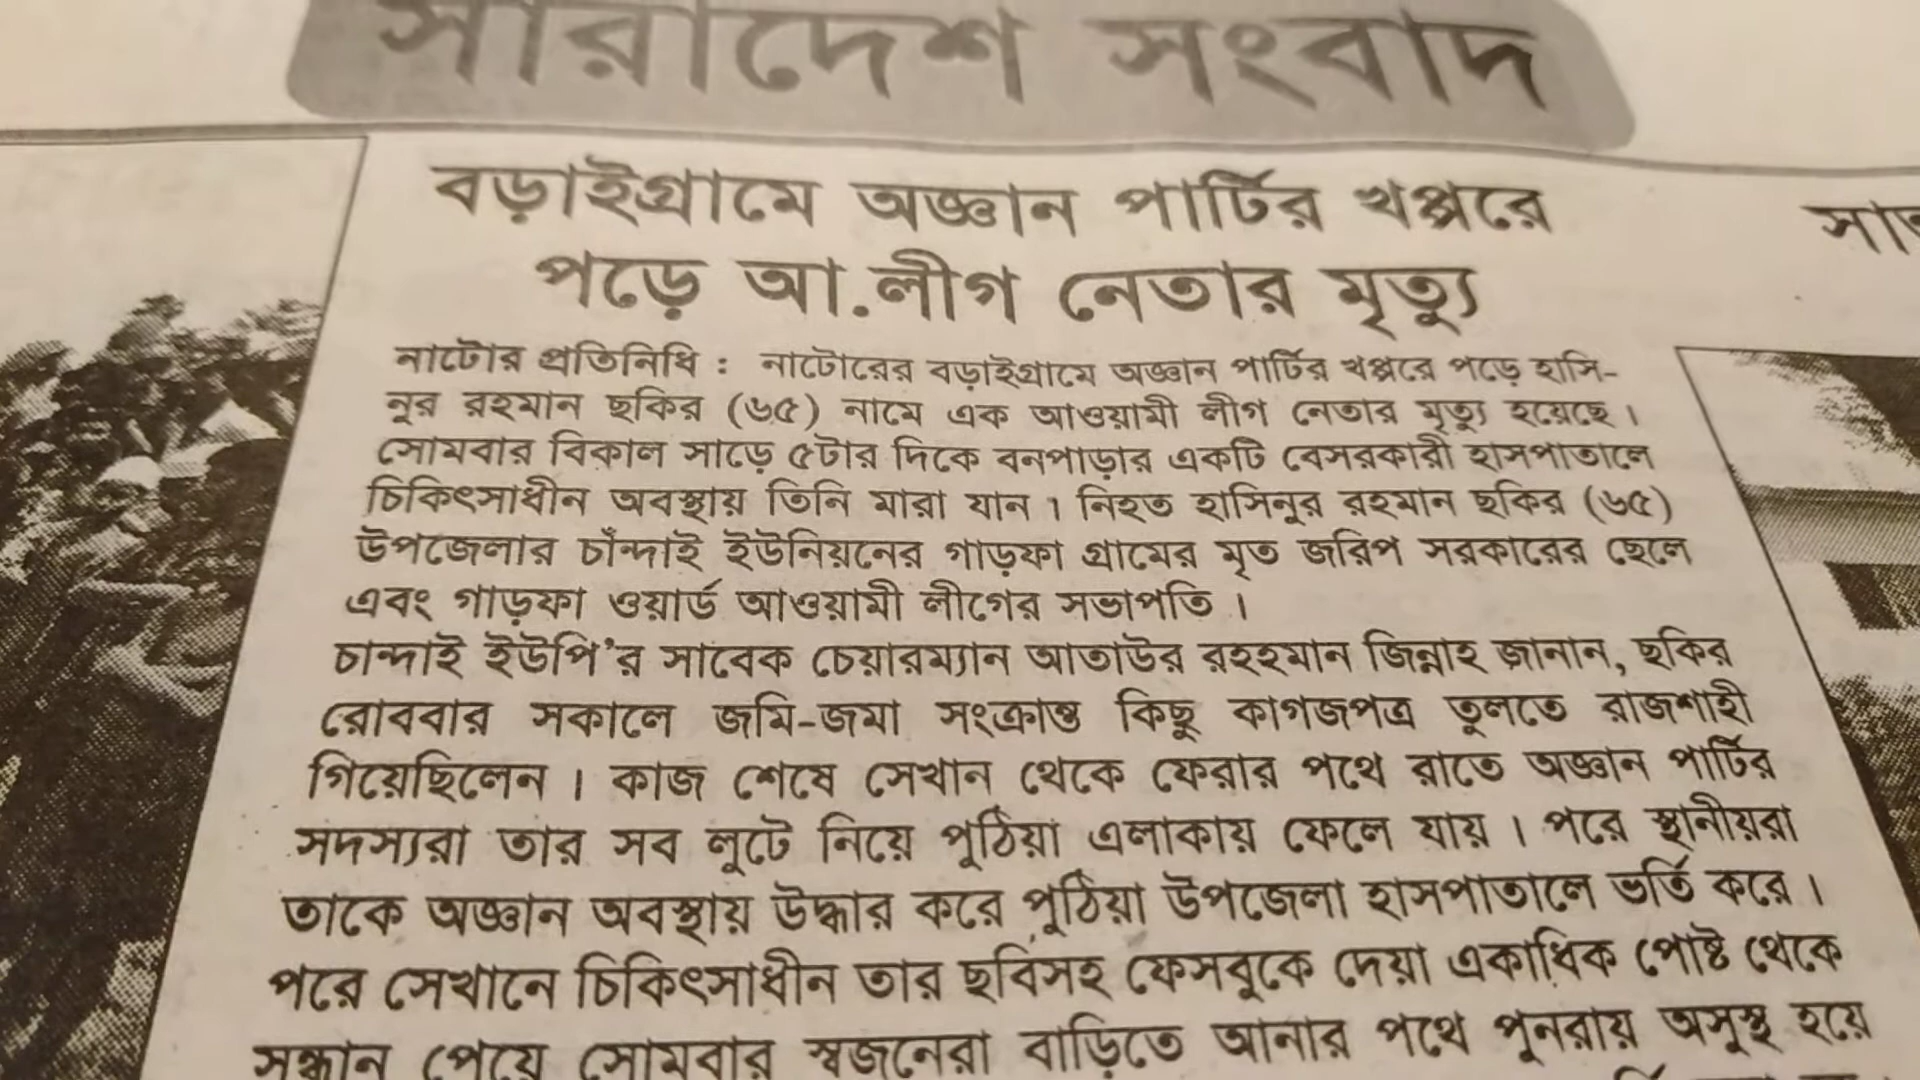 সারাদেশ সংবাদ
বড়াইগ্রামে অজ্ঞান পার্টির খপ্পরে
পড়ে আ.লীগ নেতার মৃত্যু
নাটোর প্রতিনিধি : নাটোরের বড়াইগ্রামে অজ্ঞান পার্টির খপ্পরে পড়ে হাসি-
নুর রহমান ছকির (৬৫) নামে এক আওয়ামী লীগ নেতার মৃত্যু হয়েছে।
সোমবার বিকাল সাড়ে ৫টার দিকে বনপাড়ার একটি বেসরকারী হাসপাতালে
চিকিৎসাধীন অবস্থায় তিনি মারা যান। নিহত হাসিনুর রহমান ছকির (৬৫)
উপজেলার চাঁন্দাই ইউনিয়নের গাড়ফা গ্রামের মৃত জরিপ সরকারের ছেলে
এবং গাড়ফা ওয়ার্ড আওয়ামী লীগের সভাপতি।
চান্দাই ইউপি'র সাবেক চেয়ারম্যান আতাউর রহহমান জিন্নাহ জানান, ছকির
রোববার সকালে জমি-জমা সংক্রান্ত কিছু কাগজপত্র তুলতে রাজশাহী
গিয়েছিলেন। কাজ শেষে সেখান থেকে ফেরার পথে রাতে অজ্ঞান পার্টির
সদস্যরা তার সব লুটে নিয়ে পুঠিয়া এলাকায় ফেলে যায়। পরে স্থানীয়রা
তাকে অজ্ঞান অবস্থায় উদ্ধার করে পুঠিয়া উপজেলা হাসপাতালে ভর্তি করে।
পরে সেখানে চিকিৎসাধীন তার ছবিসহ ফেসবুকে দেয়া একাধিক পোষ্ট থেকে
সন্ধান পেয়ে সোমবার স্বজনেরা বাড়িতে আনার পথে পুনরায় অসুস্থ হয়ে